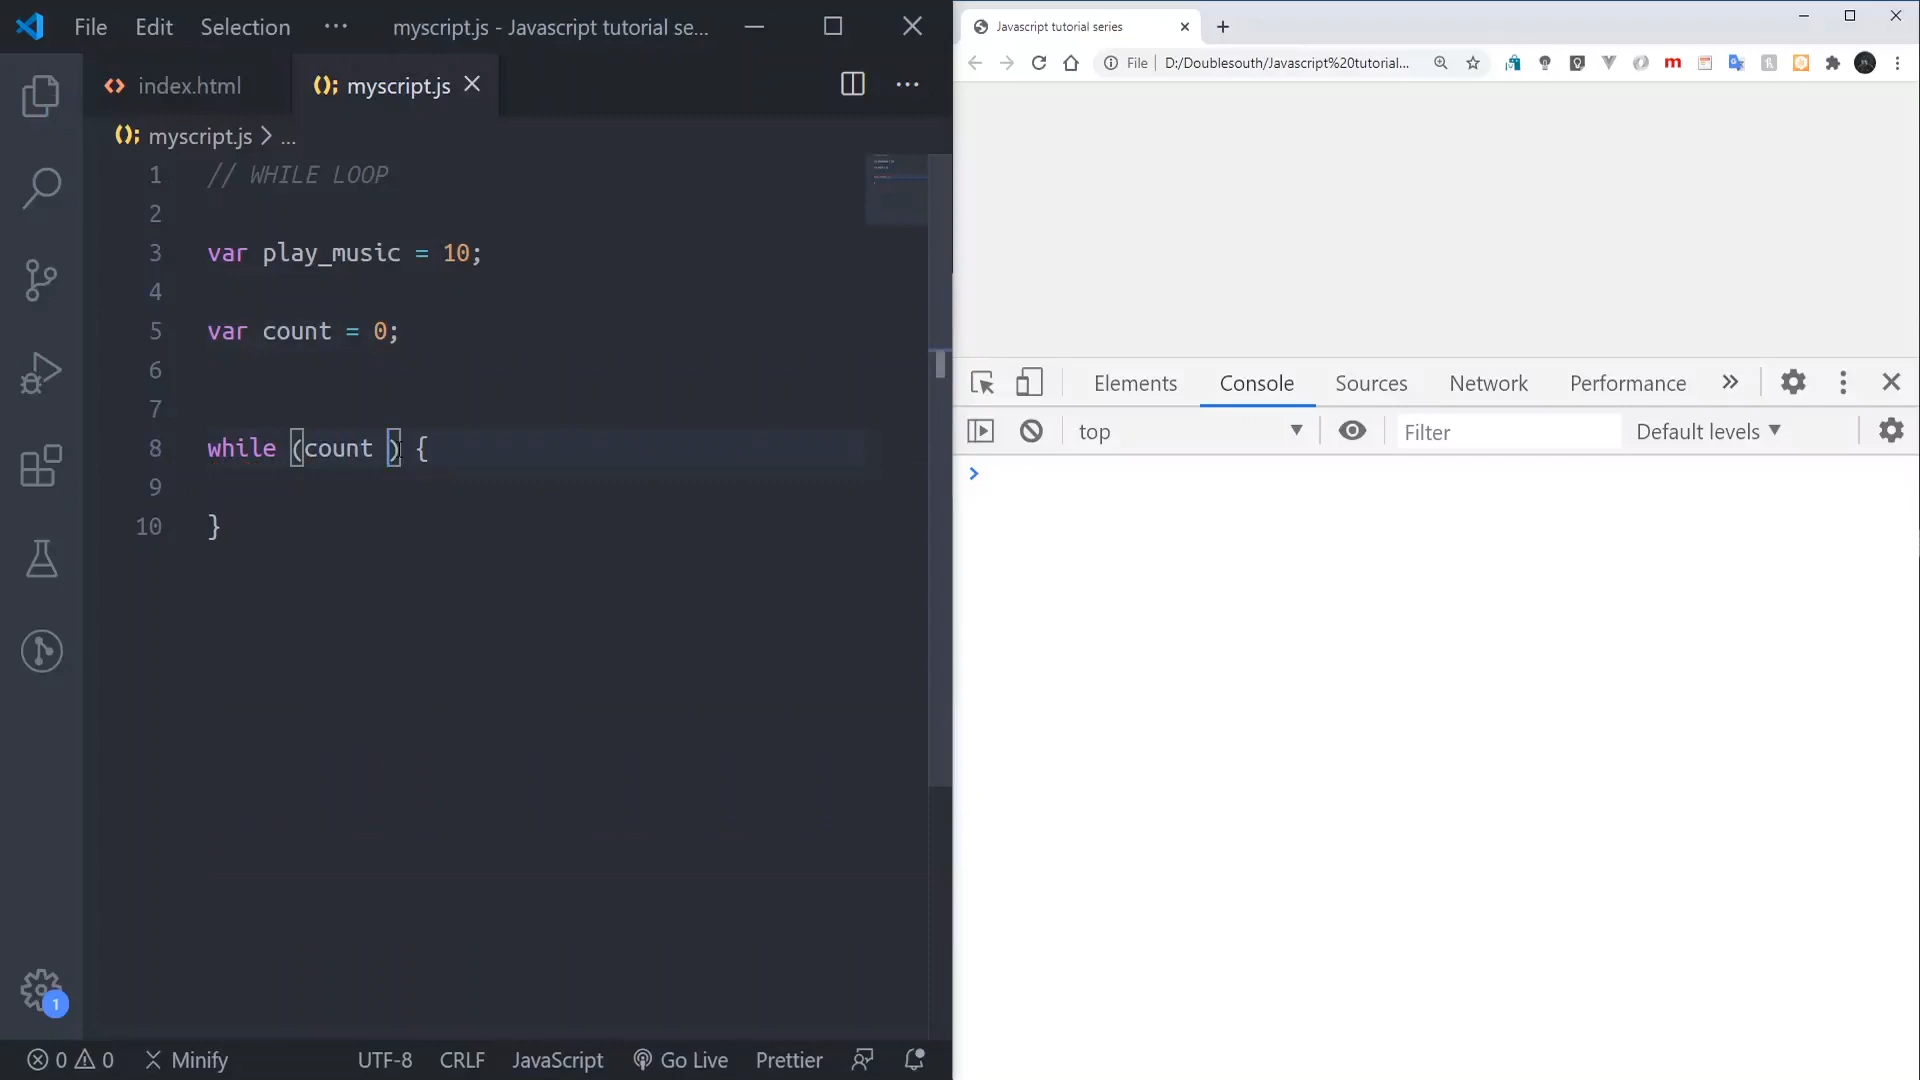 File Edit Selection ··· myscript.js - Javascript tutorial se...
index.html
myscript.js
myscript.js > ...
1 // WHILE LOOP
2
3 var play_music = 10;
4
5 var count = 0;
6
7
8 while (count ) {
9
10 }
1
0 0 Minify UTF-8 CRLF JavaScript Go Live Prettier
Javascript tutorial series
File D:/Doublesouth/Javascript%20tutorial...
m
Elements Console Sources Network Performance
top Filter Default levels